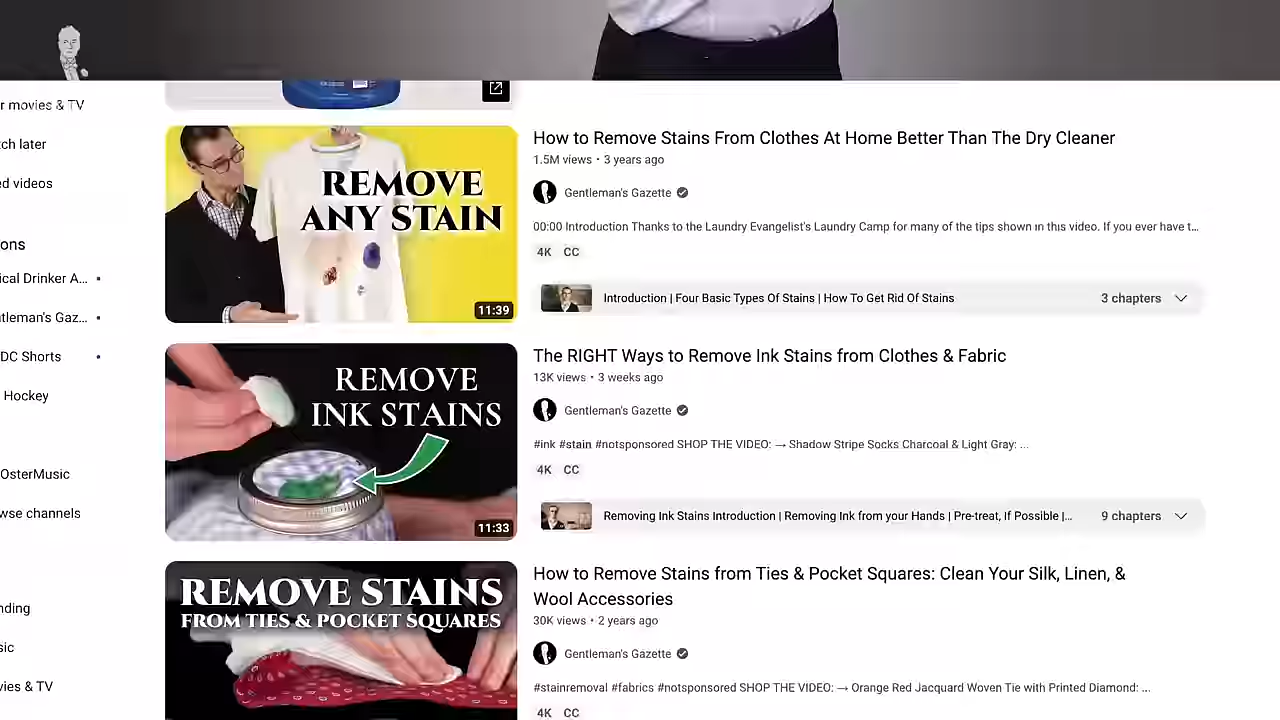 r movies & TV
ch later
ed videos
ons
ical Drinker A...
tleman's Gaz...
DC Shorts
Hockey
OsterMusic
wse channels
nding
sic
vies & TV
REMOVE
ANY STAIN
11:39
How to Remove Stains From Clothes At Home Better Than The Dry Cleaner
1.5M views • 3 years ago
Gentleman's Gazette
00:00 Introduction Thanks to the Laundry Evangelist's Laundry Camp for many of the tips shown in this video. If you ever have t...
4K CC
Introduction | Four Basic Types Of Stains | How To Get Rid Of Stains
3 chapters
REMOVE
INK STAINS
11:33
The RIGHT Ways to Remove Ink Stains from Clothes & Fabric
13K views • 3 weeks ago
Gentleman's Gazette
#ink #stain #notsponsored SHOP THE VIDEO: → Shadow Stripe Socks Charcoal & Light Gray: ...
4K CC
Removing Ink Stains Introduction | Removing Ink from your Hands | Pre-treat, If Possible |...
9 chapters
REMOVE STAINS
FROM TIES & POCKET SQUARES
How to Remove Stains from Ties & Pocket Squares: Clean Your Silk, Linen, &
Wool Accessories
30K views • 2 years ago
Gentleman's Gazette
#stainremoval #fabrics #notsponsored SHOP THE VIDEO: → Orange Red Jacquard Woven Tie with Printed Diamond: ...
4K CC